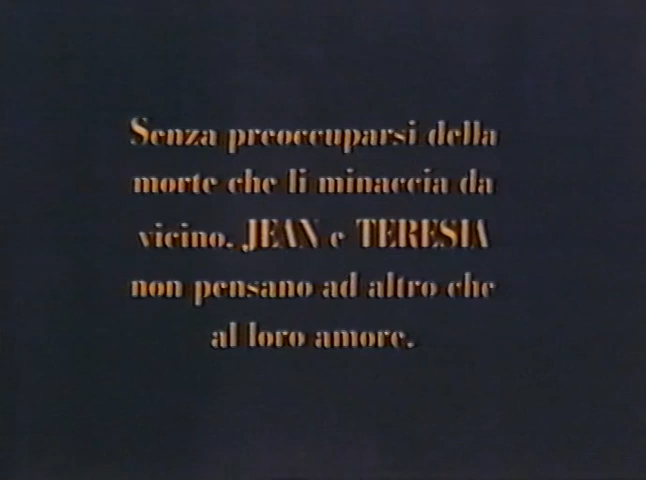 Senza preoccuparsi della
morte che li minaccia da
vicino, JEAN e TERESIA
non pensano ad altro che
al loro amore.